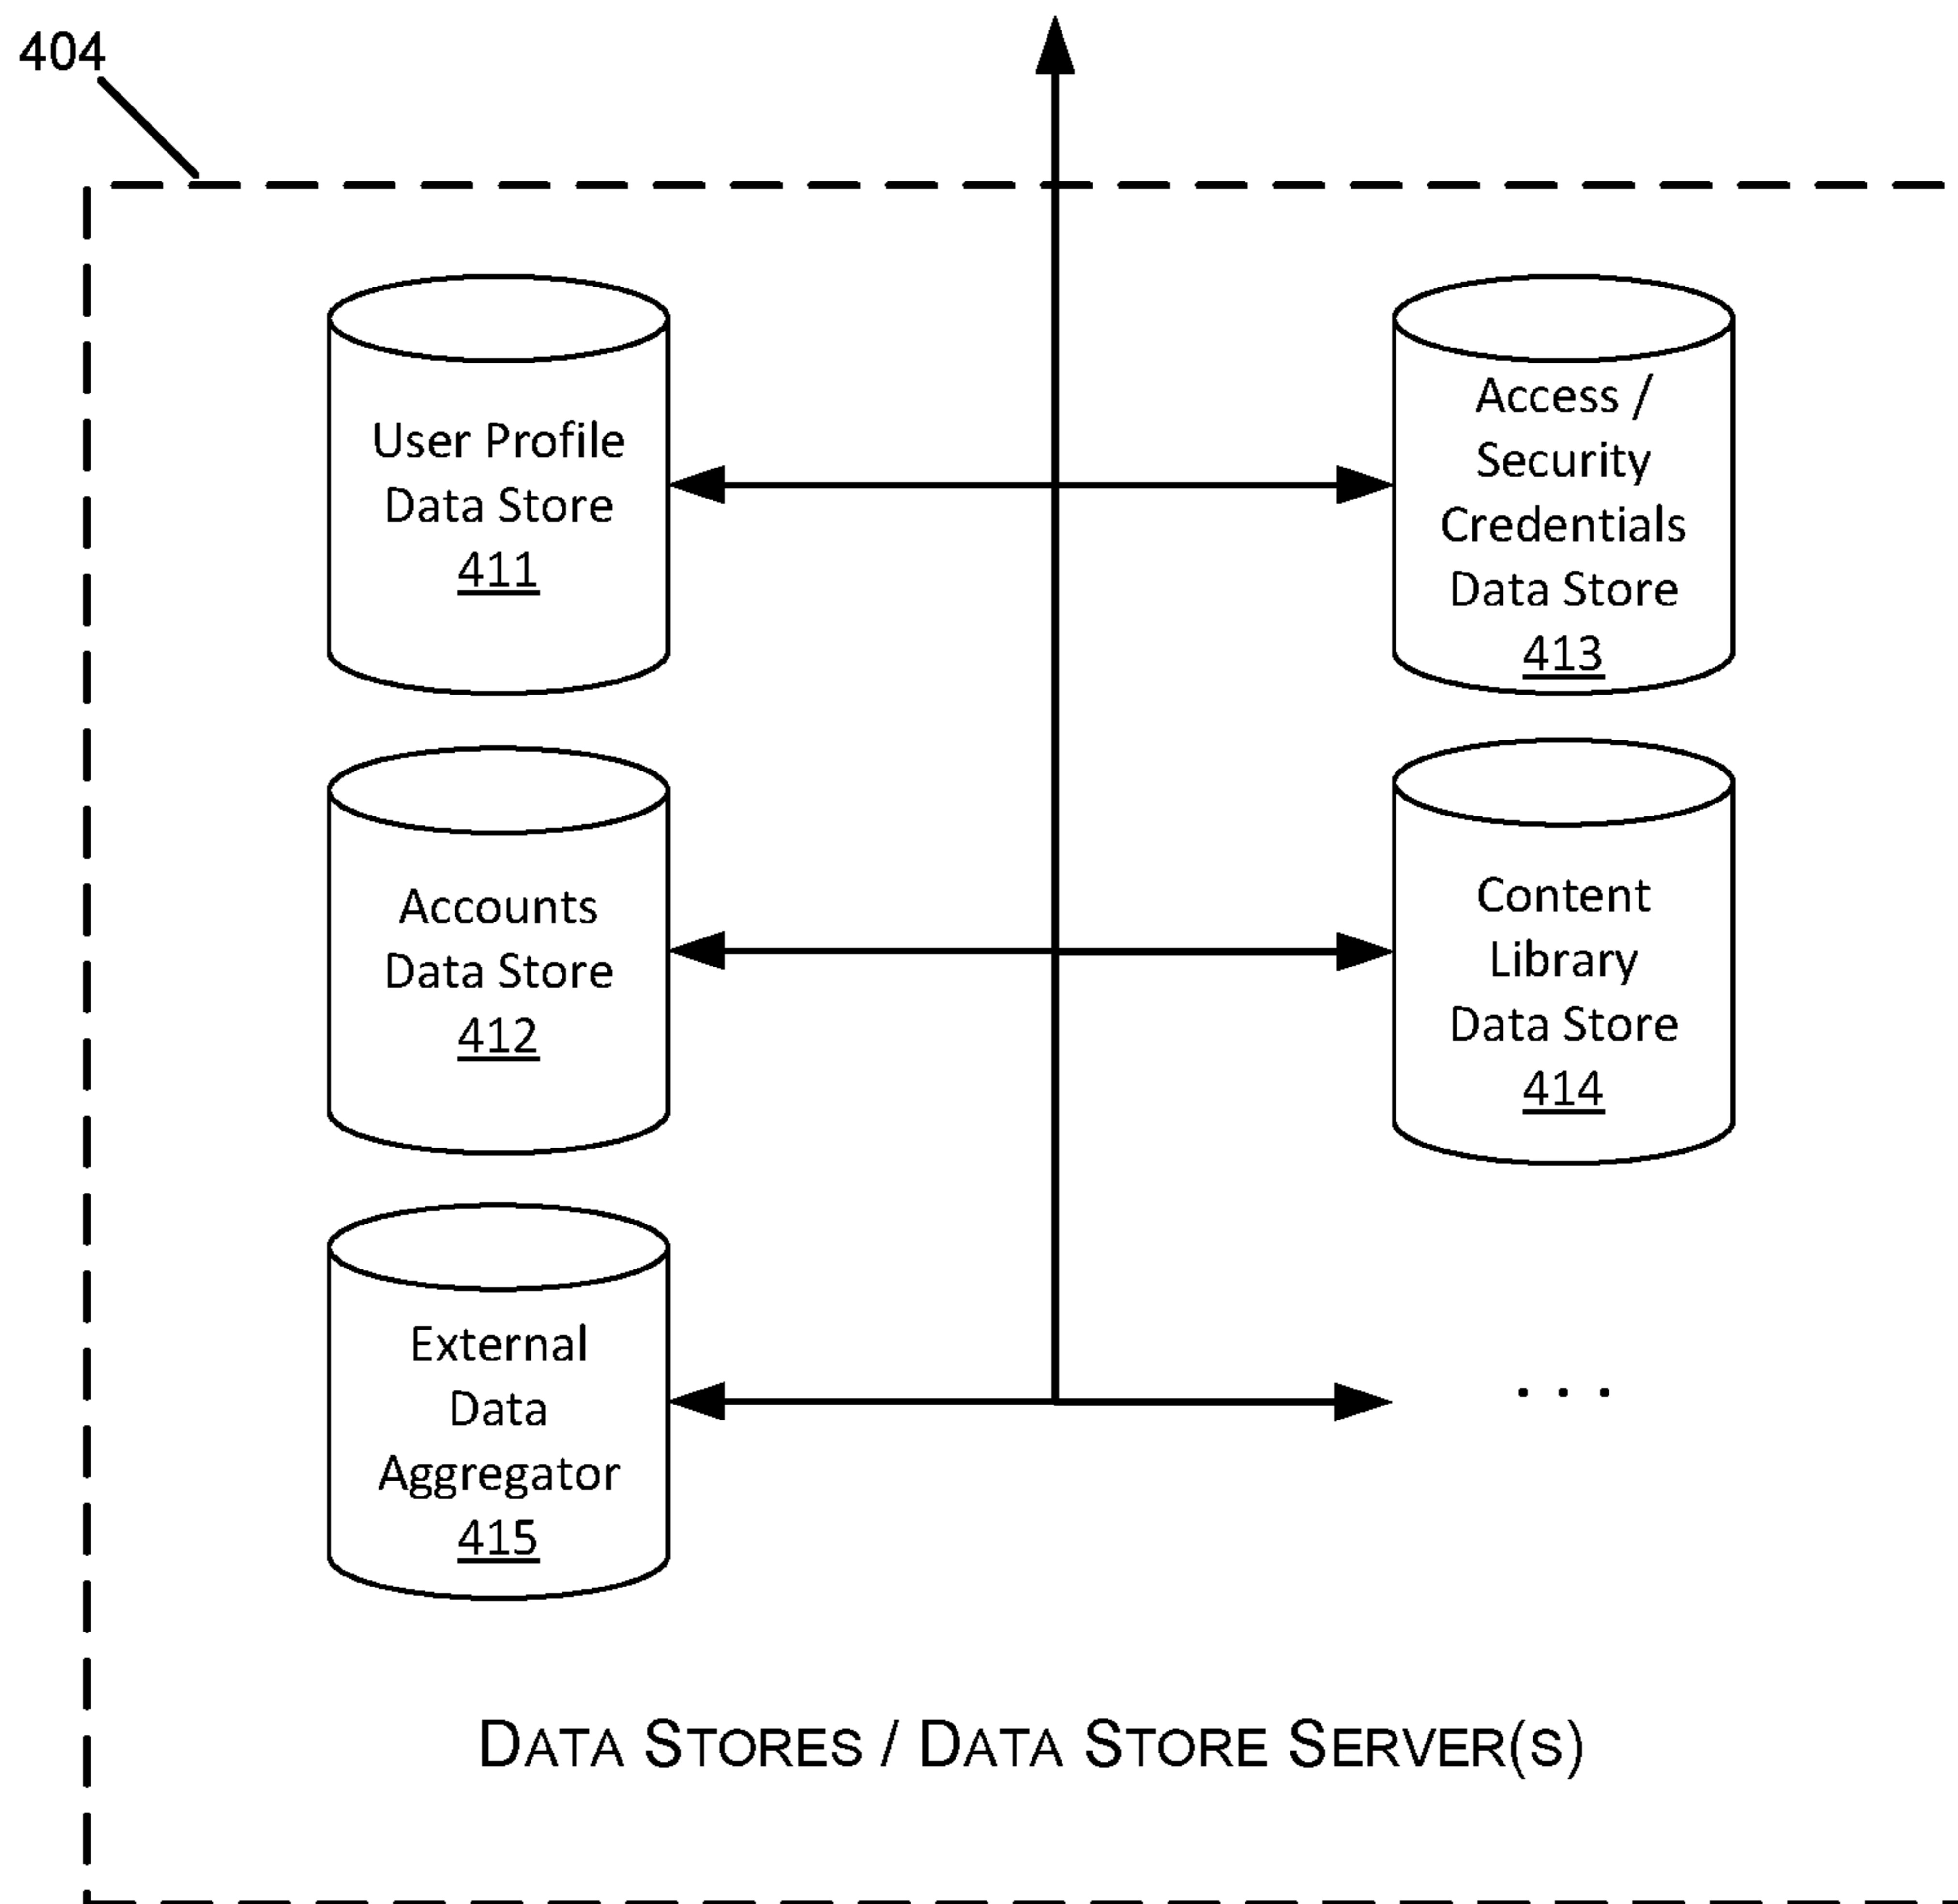 404
User Profile
Data Store
411
Access /
Security
Credentials
Data Store
413
Accounts
Data Store
412
Content
Library
Data Store
414
External
Data
Aggregator
415
. . .
DATA STORES / DATA STORE SERVER(S)